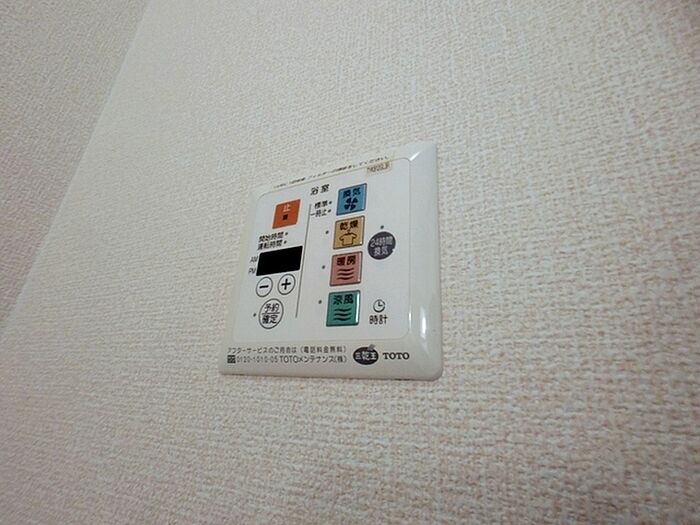 TYB120SL3R
浴室
止
換気
標準
一時止
乾燥
開始時間
運転時間
24時間
換気
AM
PM
暖房
− +
涼風
予約
確定
時計
アフターサービスのご用命は（電話料金無料）
0120-1010-05 TOTOメンテナンス(株)
三乾王 TOTO